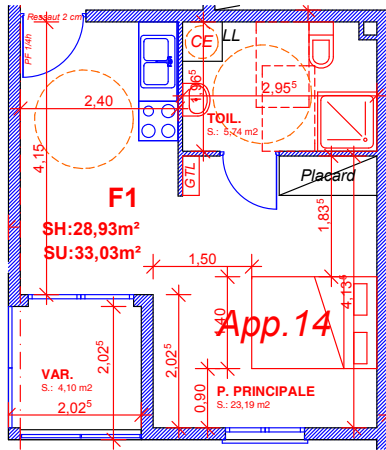 Ressaut 2 cm
PF 1/4h
CE
LL
2,40
1,96⁵
2,95⁵
TOIL.
S.: 5,74 m2
4,15
GTL
Placard
F1
1,83⁵
SH:28,93m²
SU:33,03m²
1,50
4,13⁵
1,40
App.14
2,02⁵
2,02⁵
VAR.
S.: 4,10 m2
0,90
P. PRINCIPALE
S.: 23,19 m2
2,02⁵